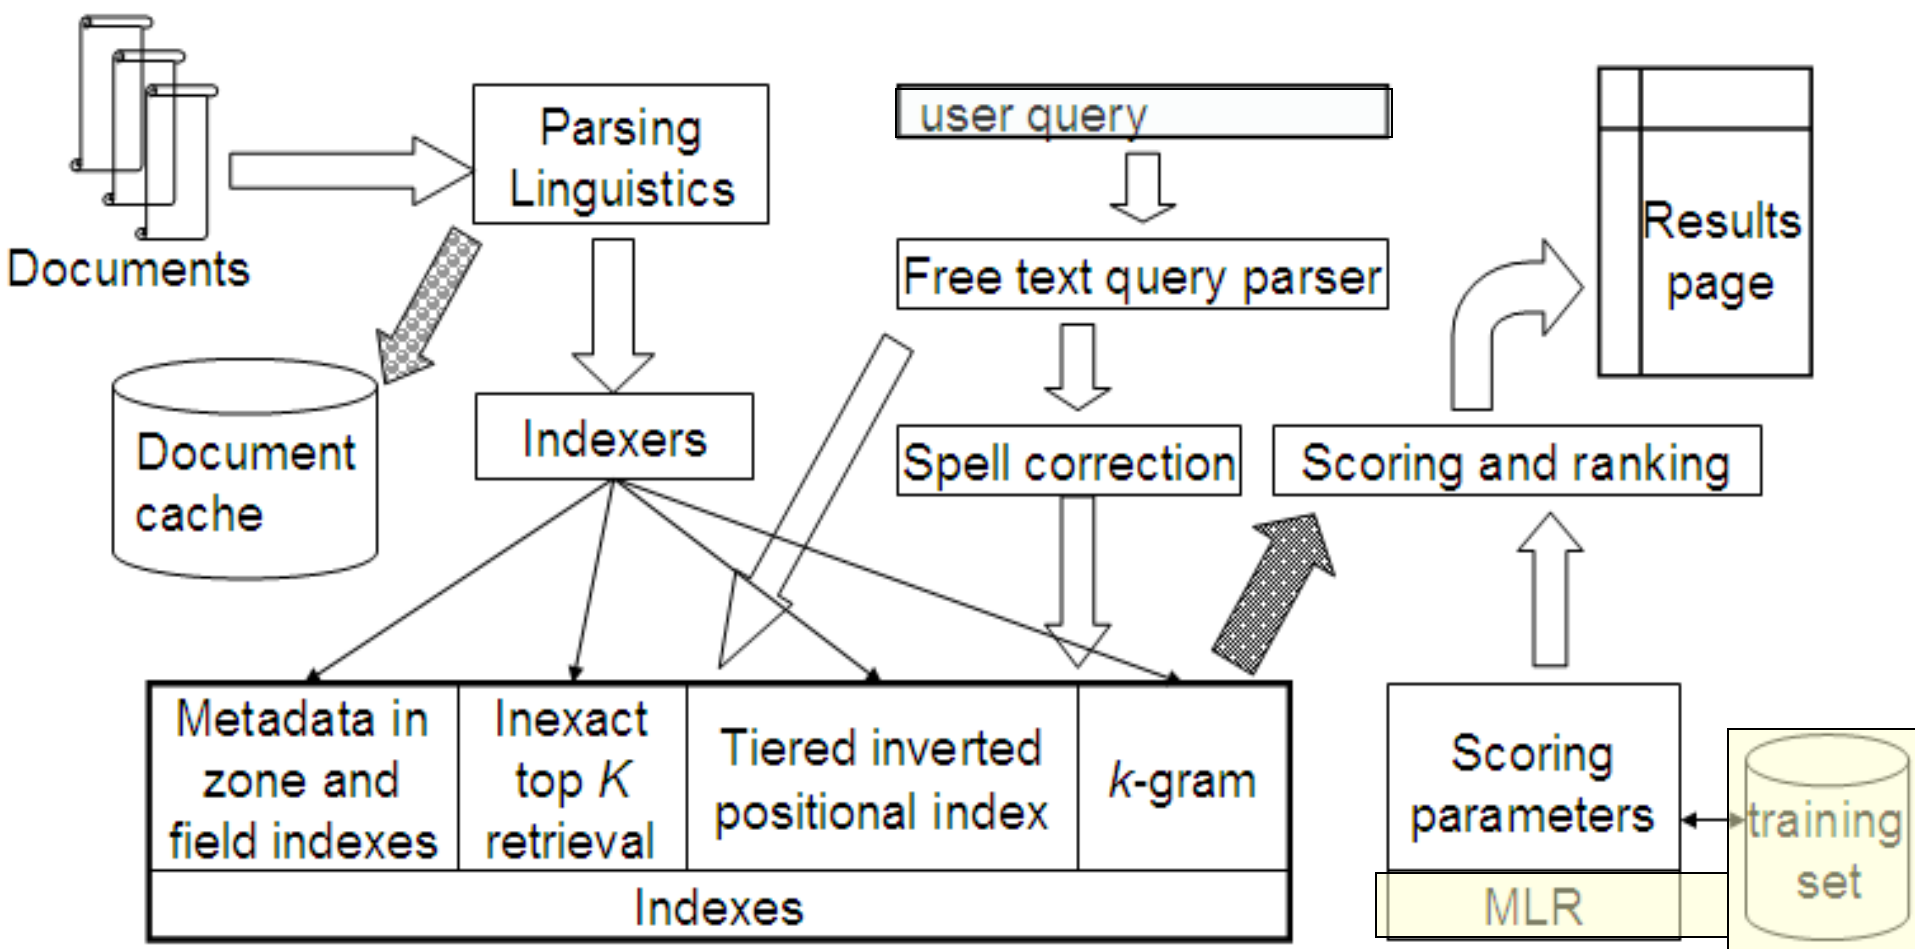 Documents
Parsing
Linguistics
user query
Free text query parser
Results
page
Document
cache
Indexers
Spell correction
Scoring and ranking
Metadata in
zone and
field indexes
Inexact
top K
retrieval
Tiered inverted
positional index
k-gram
Indexes
Scoring
parameters
MLR
training
set